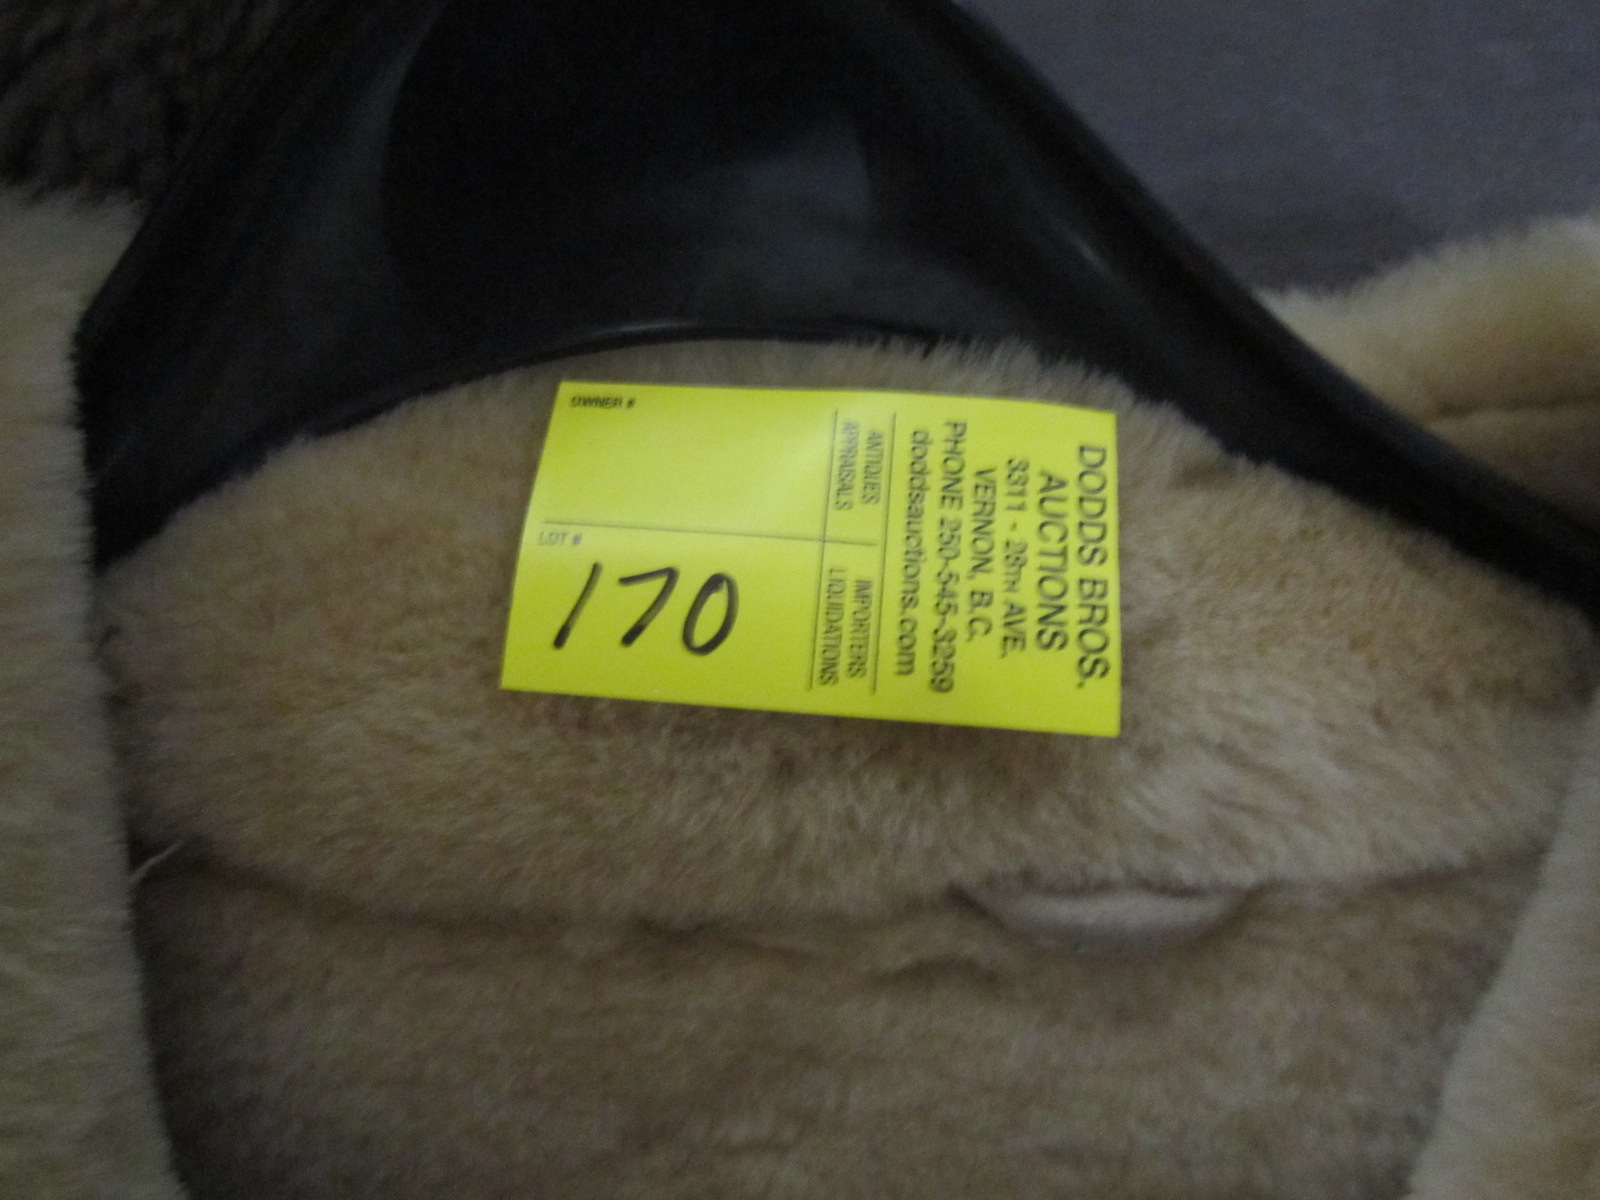 DODDS BROS.
AUCTIONS
3311 - 28TH AVE.
VERNON, B.C.
PHONE 250-545-3259
doddsauctions.com
ANTIQUES
APPRAISALS
IMPORTERS
LIQUIDATIONS
OWNER #
LOT #
170